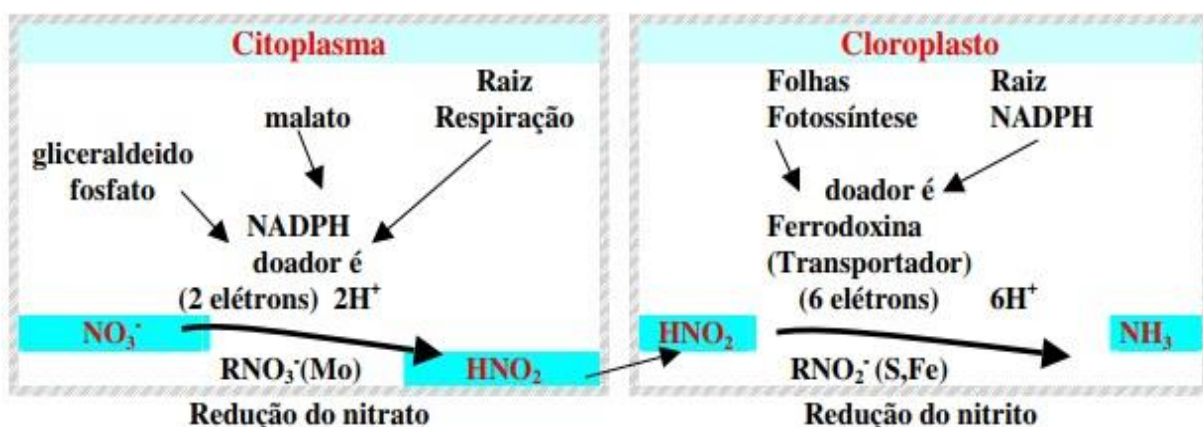 Citoplasma
Raiz
malato Respiração
gliceraldeido
fosfato
NADPH
doador é
(2 elétrons) 2H⁺
NO₃⁻
RNO₃⁻(Mo) HNO₂
Redução do nitrato
Cloroplasto
Folhas Raiz
Fotossíntese NADPH
doador é
Ferrodoxina
(Transportador)
(6 elétrons) 6H⁺
HNO₂ NH₃
RNO₂⁻ (S,Fe)
Redução do nitrito